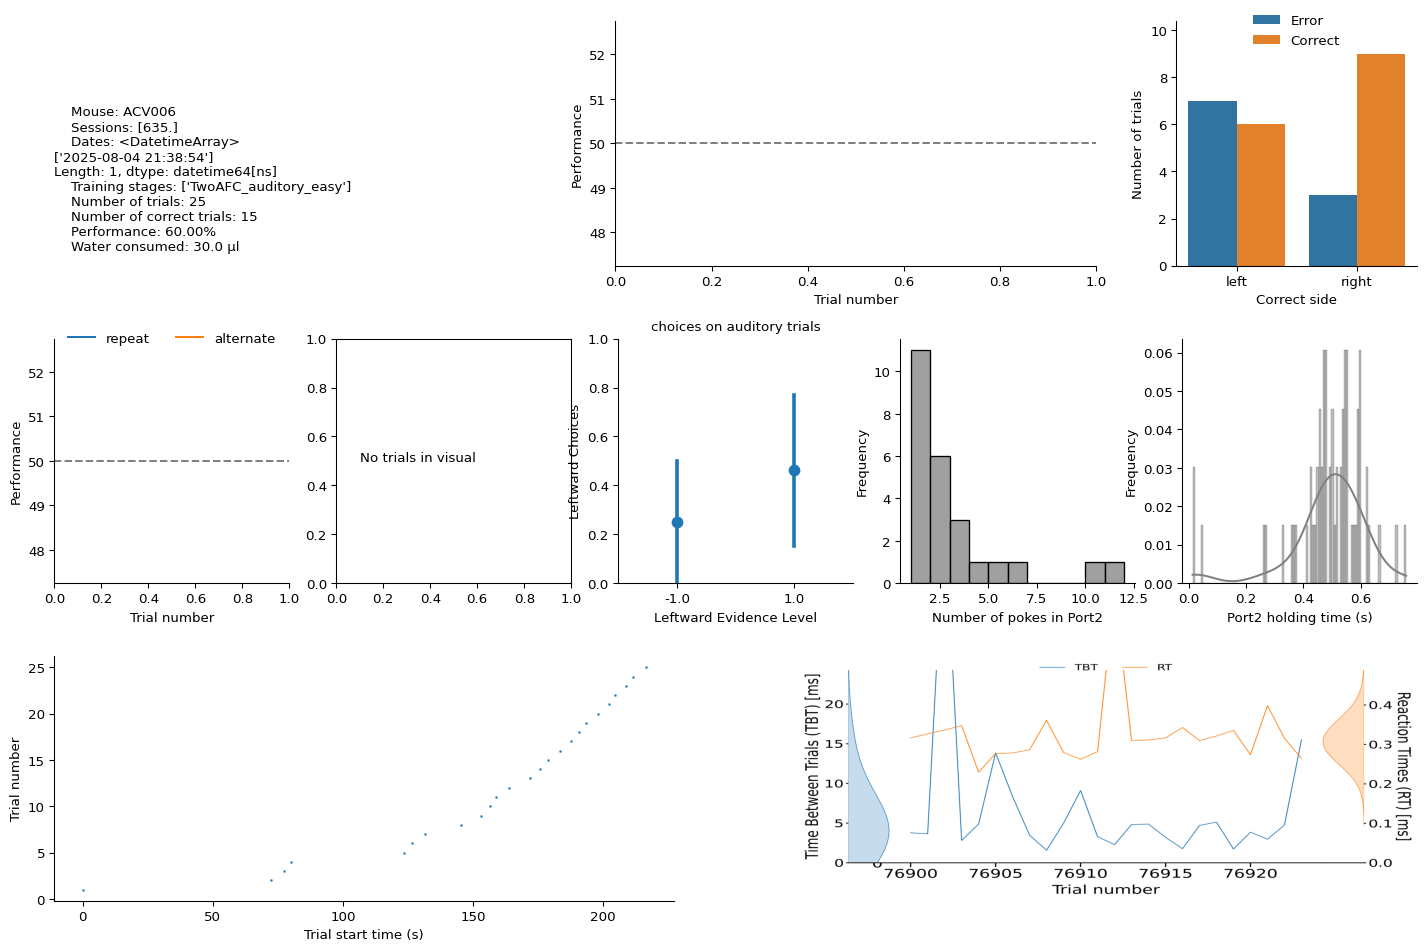 Mouse: ACV006
Sessions: [635.]
Dates: <DatetimeArray>
['2025-08-04 21:38:54']
Length: 1, dtype: datetime64[ns]
Training stages: ['TwoAFC_auditory_easy']
Number of trials: 25
Number of correct trials: 15
Performance: 60.00%
Water consumed: 30.0 µl
Performance
52
51
50
49
48
0.0 0.2 0.4 0.6 0.8 1.0
Trial number
Error
Correct
Number of trials
10
8
6
4
2
0
left right
Correct side
repeat alternate
Performance
52
51
50
49
48
0.0 0.2 0.4 0.6 0.8 1.0
Trial number
1.0
0.8
0.6
0.4
0.2
0.0
No trials in visual
0.0 0.2 0.4 0.6 0.8 1.0
choices on auditory trials
Leftward Choices
1.0
0.8
0.6
0.4
0.2
0.0
-1.0 1.0
Leftward Evidence Level
Frequency
10
8
6
4
2
0
2.5 5.0 7.5 10.0 12.5
Number of pokes in Port2
Frequency
0.06
0.05
0.04
0.03
0.02
0.01
0.00
0.0 0.2 0.4 0.6
Port2 holding time (s)
Trial number
25
20
15
10
5
0
0 50 100 150 200
Trial start time (s)
TBT RT
Time Between Trials (TBT) [ms]
20
15
10
5
0
0
76900 76905 76910 76915 76920
Trial number
0.4
0.3
0.2
0.1
0.0
Reaction Times (RT) [ms]